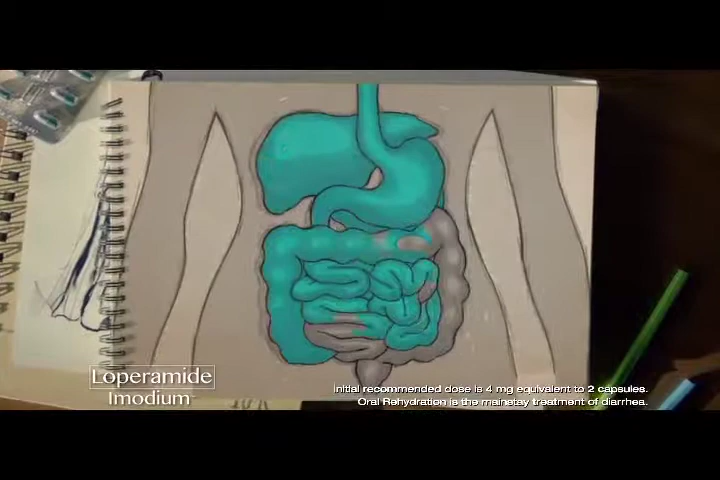 Loperamide
Imodium
Initial recommended dose is 4 mg equivalent to 2 capsules.
Oral Rehydration is the mainstay treatment of diarrhea.